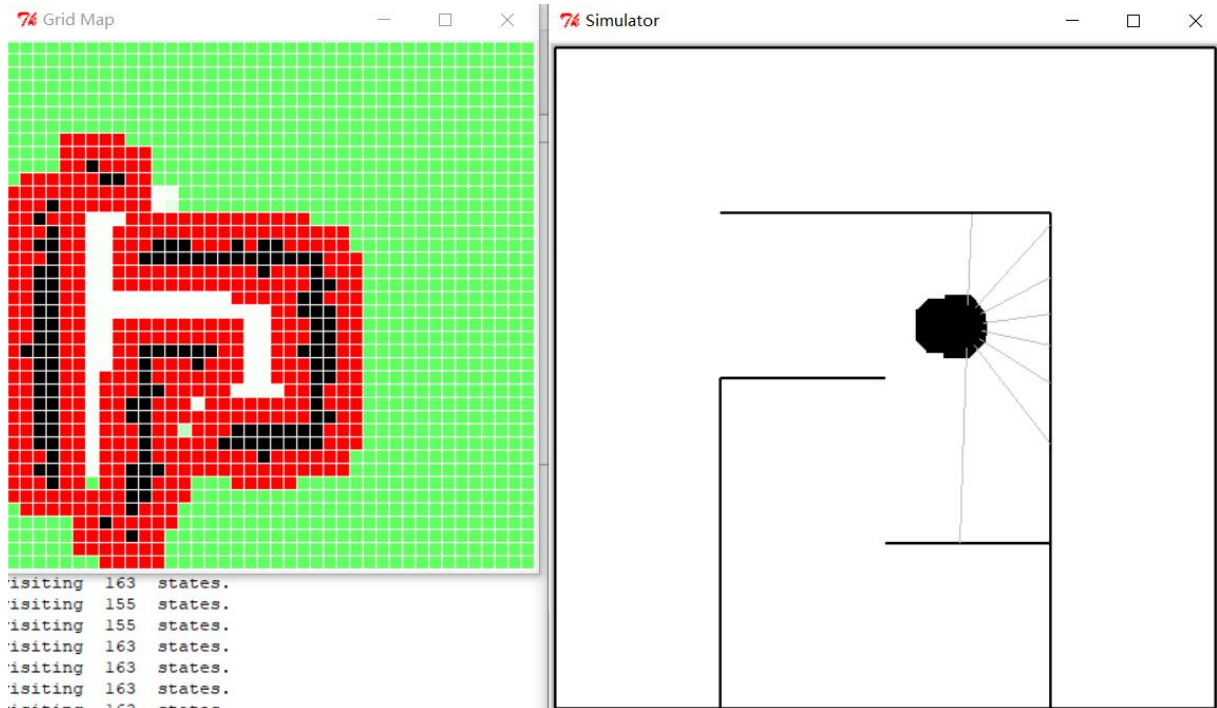 Grid Map
Simulator
isiting 163 states.
isiting 155 states.
isiting 155 states.
isiting 163 states.
isiting 163 states.
isiting 163 states.